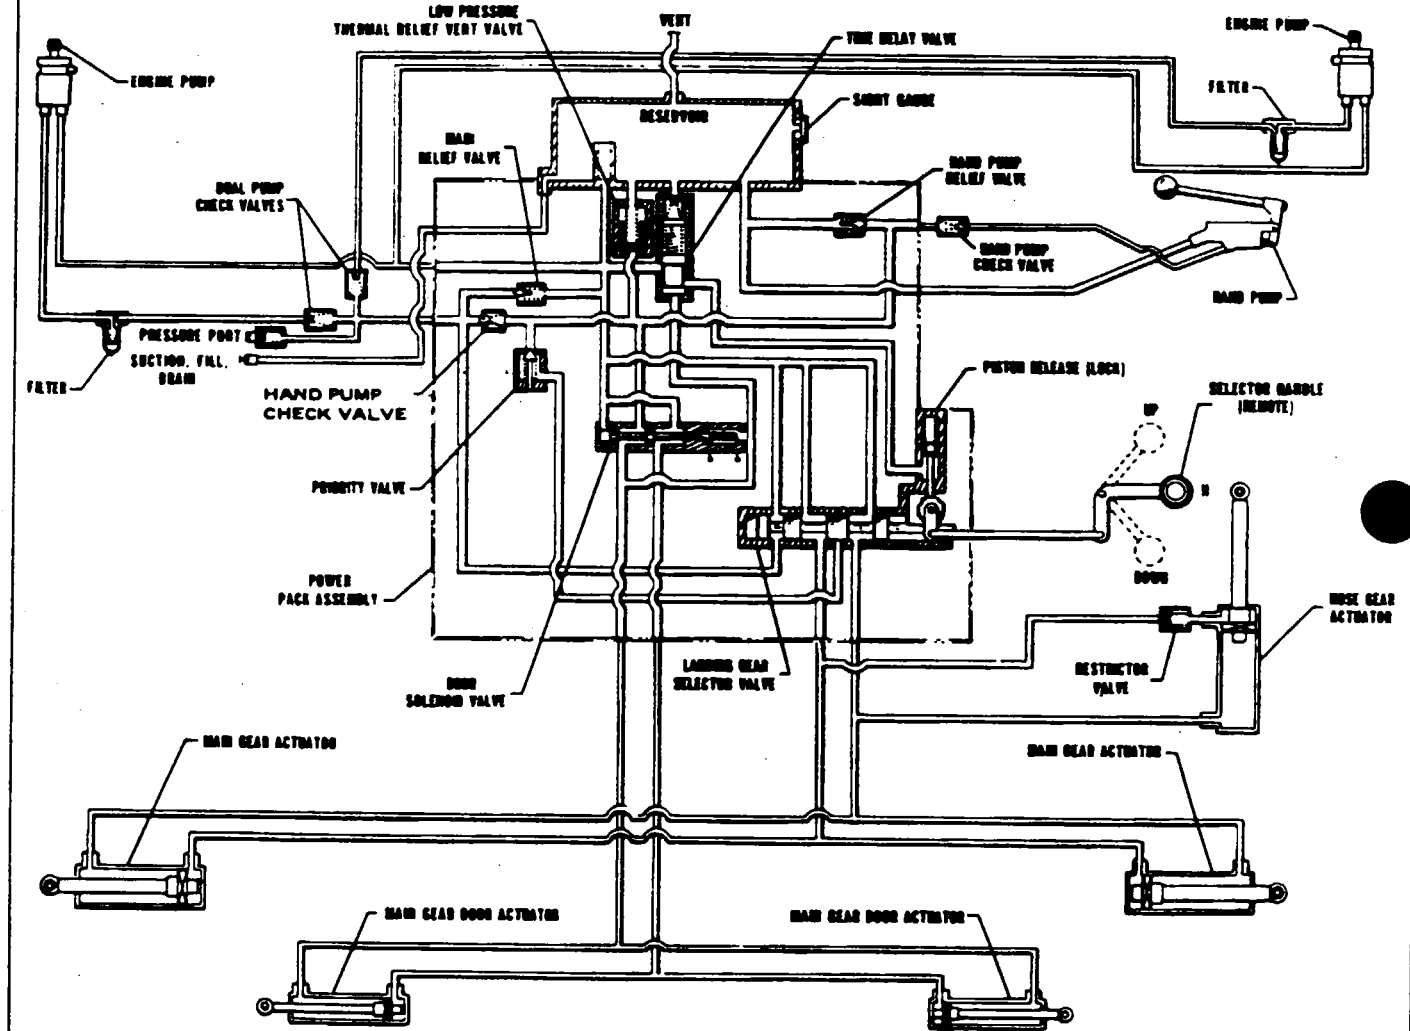 LOW PRESSURE
THERMAL RELIEF VENT VALVE
VENT
TIME DELAY VALVE
ENGINE PUMP
ENGINE PUMP
FILTER
SIGHT GAUGE
RESERVOIR
MAIN
RELIEF VALVE
HAND PUMP
RELIEF VALVE
DUAL PUMP
CHECK VALVES
HAND PUMP
CHECK VALVE
HAND PUMP
PRESSURE PORT
SUCTION, FILL,
DRAIN
FILTER
HAND PUMP
CHECK VALVE
PISTON RELEASE (LOCK)
SELECTOR HANDLE
(REMOTE)
UP
N
DOWN
PRIORITY VALVE
POWER
PACK ASSEMBLY
NOSE GEAR
ACTUATOR
DOOR
SOLENOID VALVE
LANDING GEAR
SELECTOR VALVE
RESTRICTOR
VALVE
MAIN GEAR ACTUATOR
MAIN GEAR ACTUATOR
MAIN GEAR DOOR ACTUATOR
MAIN GEAR DOOR ACTUATOR